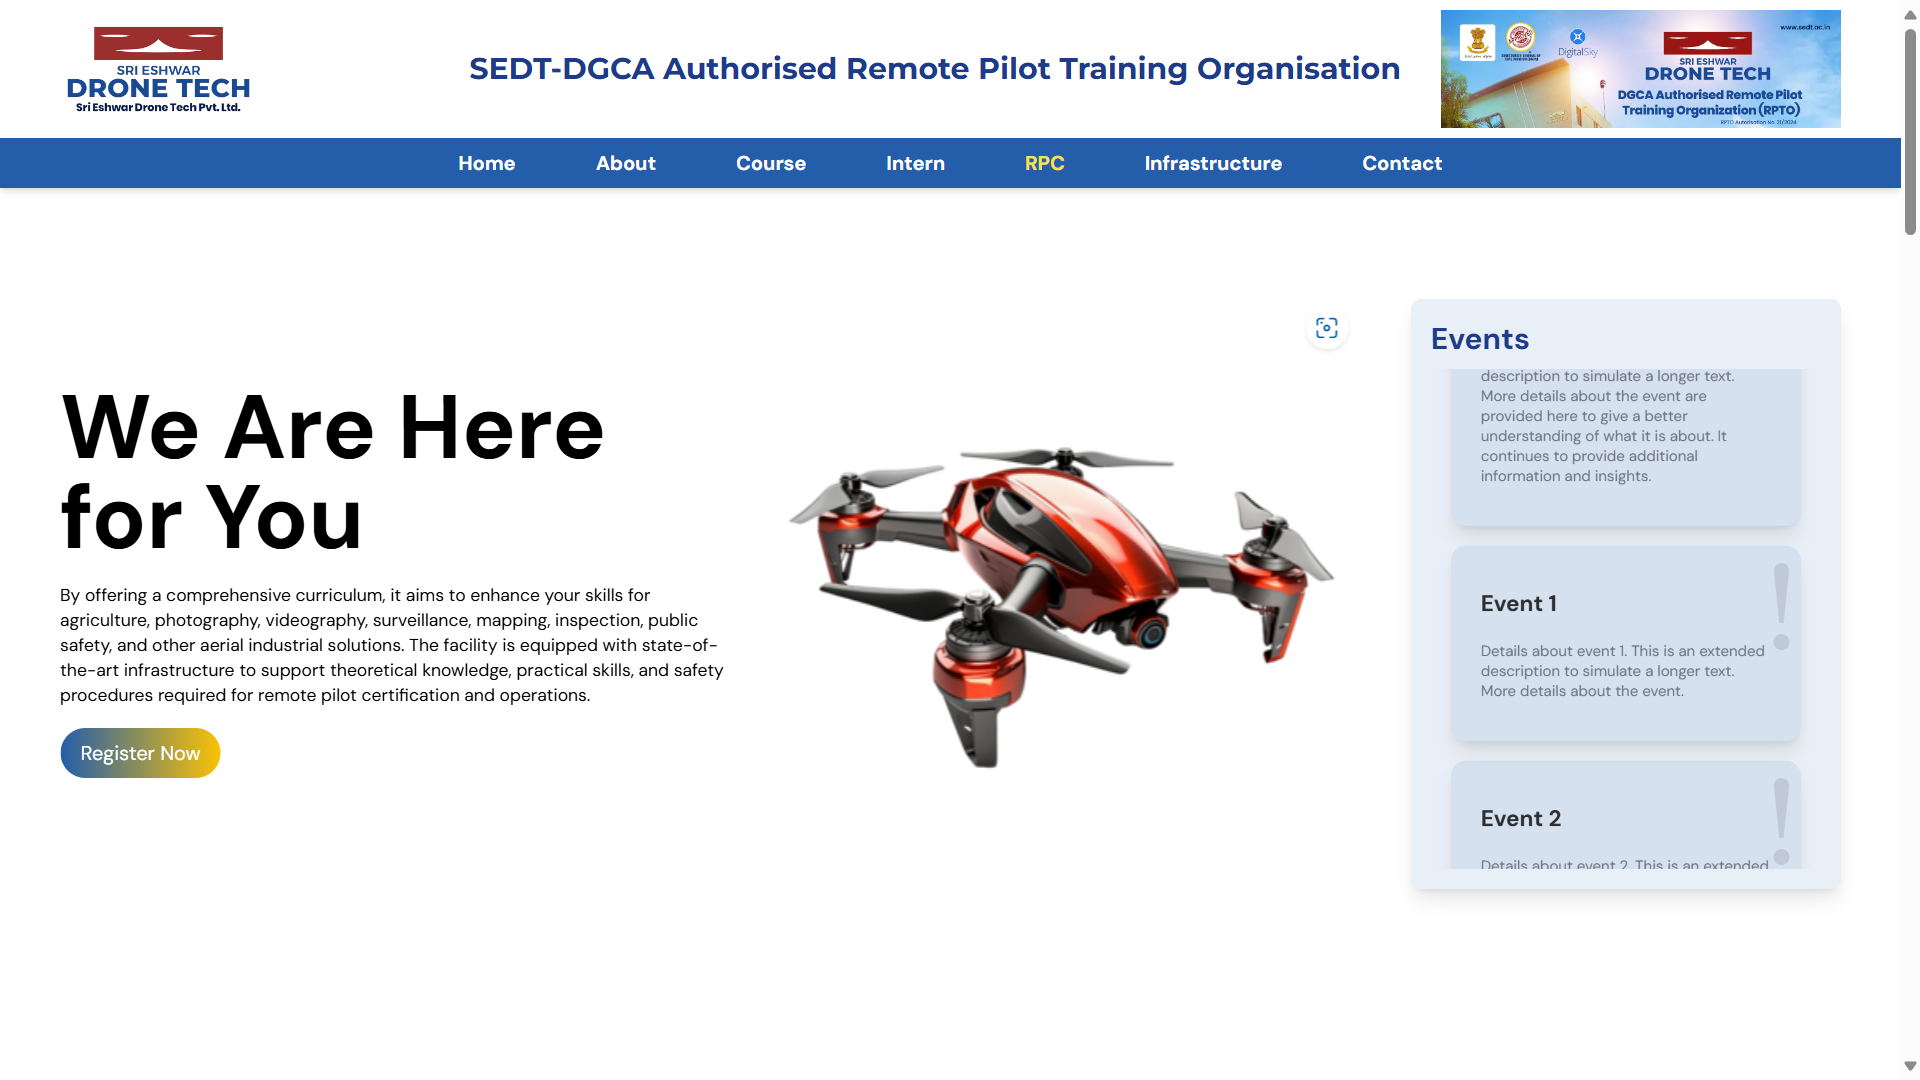 SRI ESHWAR
DRONE TECH
Sri Eshwar Drone Tech Pvt. Ltd.
SEDT-DGCA Authorised Remote Pilot Training Organisation
www.sedt.ac.in
DigitalSky
SRI ESHWAR
DRONE TECH
DGCA Authorised Remote Pilot
Training Organization (RPTO)
RPTO Authorisation No. 21/2024
Home
About
Course
Intern
RPC
Infrastructure
Contact
We Are Here
for You
By offering a comprehensive curriculum, it aims to enhance your skills for
agriculture, photography, videography, surveillance, mapping, inspection, public
safety, and other aerial industrial solutions. The facility is equipped with state-of-
the-art infrastructure to support theoretical knowledge, practical skills, and safety
procedures required for remote pilot certification and operations.
Register Now
Events
description to simulate a longer text.
More details about the event are
provided here to give a better
understanding of what it is about. It
continues to provide additional
information and insights.
Event 1
Details about event 1. This is an extended
description to simulate a longer text.
More details about the event.
!
Event 2
Details about event 2. This is an extended
!